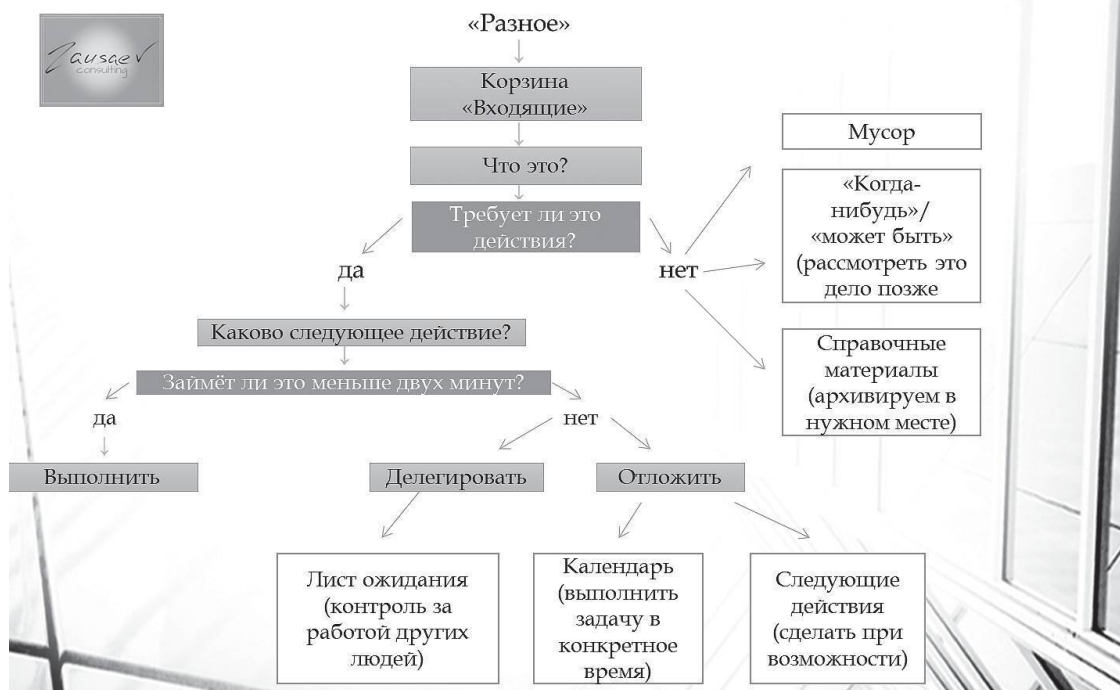 Zausaev
consulting
«Разное»
Корзина
«Входящие»
Что это?
Требует ли это
действия?
да
нет
Мусор
«Когда-
нибудь»/
«может быть»
(рассмотреть это
дело позже
Справочные
материалы
(архивируем в
нужном месте)
Каково следующее действие?
Займёт ли это меньше двух минут?
да
нет
Выполнить
Делегировать
Отложить
Лист ожидания
(контроль за
работой других
людей)
Календарь
(выполнить
задачу в
конкретное
время)
Следующие
действия
(сделать при
возможности)